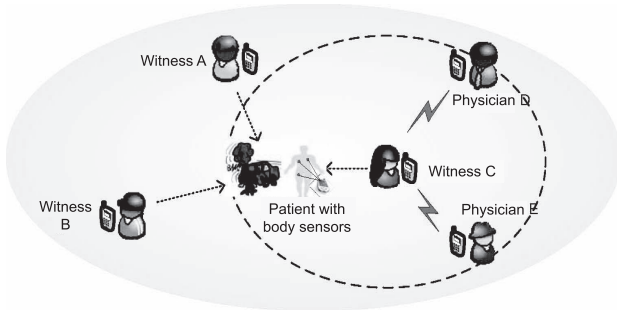 Witness A
Physician D
Witness C
Witness
B
Physician E
Patient with
body sensors